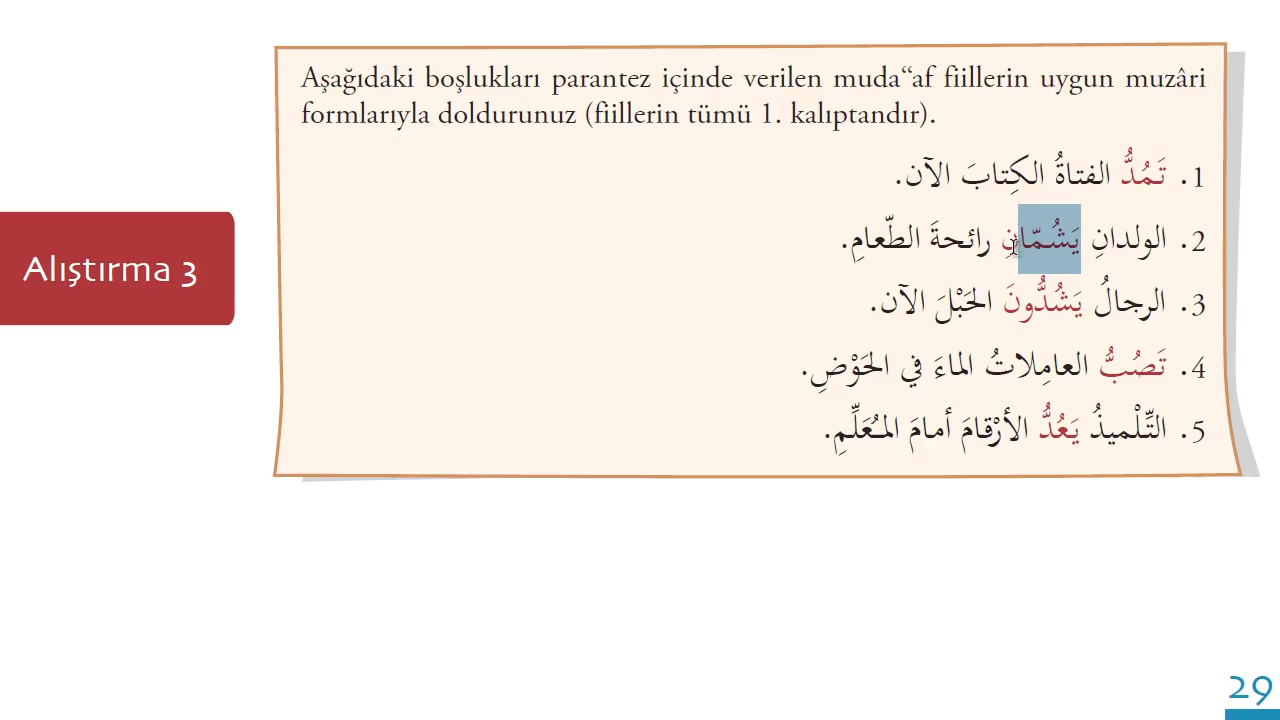 Aşağıdaki boşlukları parantez içinde verilen muda“af fiillerin uygun muzâri
formlarıyla doldurunuz (fiillerin tümü 1. kalıptandır).
1. تَمُدُّ الفتاةُ الكِتابَ الآن.
2. الولدانِ يَشُمّانِ رائحةَ الطّعامِ.
3. الرجالُ يَشُدُّونَ الحَبْلَ الآن.
4. تَصُبُّ العامِلاتُ الماءَ في الحَوْضِ.
5. التِّلْميذُ يَعُدُّ الأرْقامَ أمامَ المُعَلِّمِ.
Alıştırma 3
29